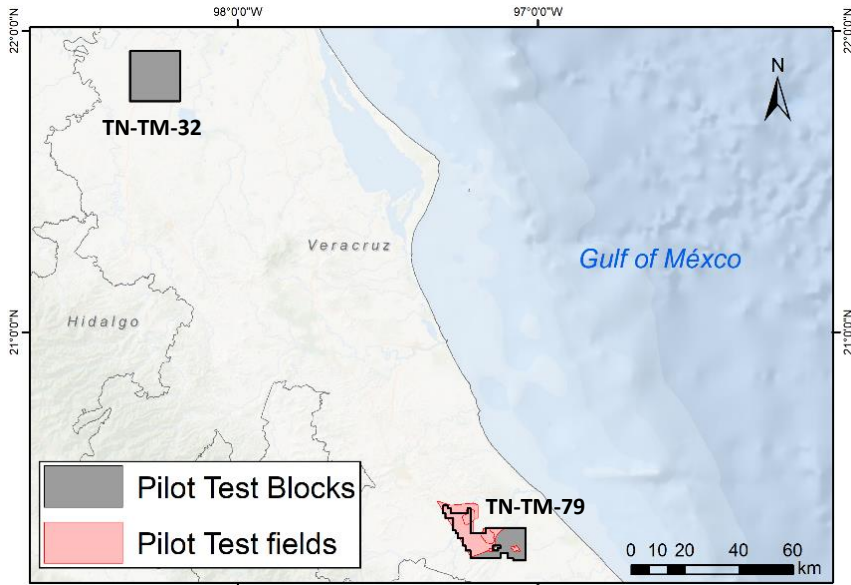 98°0'0"W
97°0'0"W
22°0'0"N
22°0'0"N
N
TN-TM-32
Veracruz
Gulf of México
Hidalgo
21°0'0"N
21°0'0"N
Pilot Test Blocks
Pilot Test fields
TN-TM-79
0 10 20 40 60
km